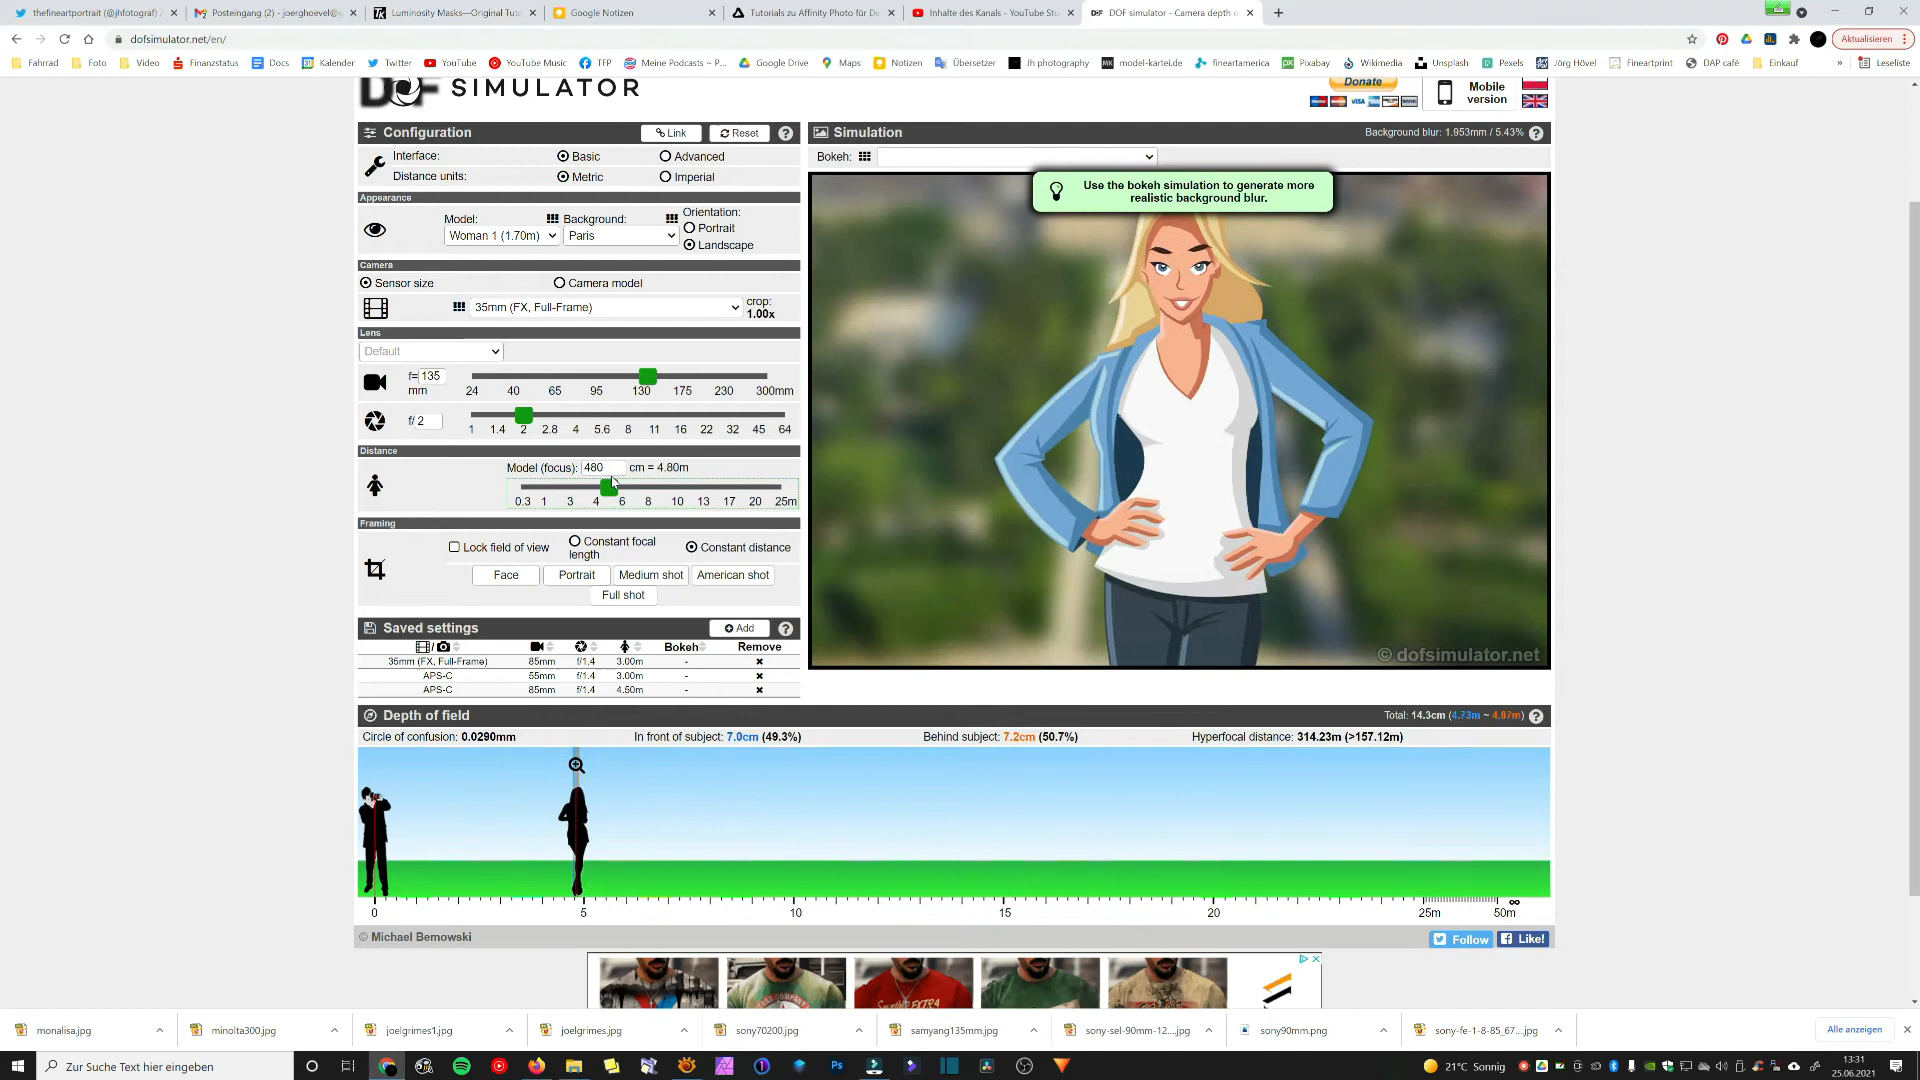 thefineartportrait (@jhfotograf)
Posteingang (2) - joerghoevel@g
Luminosity Masks—Original Tuto
Google Notizen
Tutorials zu Affinity Photo für De
Inhalte des Kanals - YouTube Stu
DOF simulator - Camera depth o
dofsimulator.net/en/
Aktualisieren
Fahrrad
Foto
Video
Finanzstatus
Docs
Kalender
Twitter
YouTube
YouTube Music
TFP
Meine Podcasts ~ P...
Google Drive
Maps
Notizen
Übersetzer
Jh photography
model-kartei.de
fineartamerica
Pixabay
Wikimedia
Unsplash
Pexels
Jörg Hövel
Fineartprint
DAP café
Einkauf
»
Leseliste
DOF SIMULATOR
Donate
Mobile version
Configuration
Link
Reset
?
Interface:
Basic
Advanced
Distance units:
Metric
Imperial
Appearance
Model:
Background:
Orientation:
Woman 1 (1.70m)
Paris
Portrait
Landscape
Camera
Sensor size
Camera model
35mm (FX, Full-Frame)
crop:
1.00x
Lens
Default
f= 135
mm
24 40 65 95 130 175 230 300mm
f/ 2
1 1.4 2 2.8 4 5.6 8 11 16 22 32 45 64
Distance
Model (focus): 480 cm = 4.80m
0.3 1 3 4 6 8 10 13 17 20 25m
Framing
Lock field of view
Constant focal length
Constant distance
Face
Portrait
Medium shot
American shot
Full shot
Saved settings
Add
?
Bokeh
Remove
35mm (FX, Full-Frame) 85mm f/1.4 3.00m -
APS-C 55mm f/1.4 3.00m -
APS-C 85mm f/1.4 4.50m -
Simulation
Background blur: 1.953mm / 5.43%
?
Bokeh:
Use the bokeh simulation to generate more
realistic background blur.
© dofsimulator.net
Depth of field
Total: 14.3cm (4.73m ~ 4.87m)
?
Circle of confusion: 0.0290mm
In front of subject: 7.0cm (49.3%)
Behind subject: 7.2cm (50.7%)
Hyperfocal distance: 314.23m (>157.12m)
0 5 10 15 20 25m 50m ∞
© Michael Bemowski
Follow
Like!
monalisa.jpg
minolta300.jpg
joelgrimes1.jpg
joelgrimes.jpg
sony70200.jpg
samyang135mm.jpg
sony-sel-90mm-12....jpg
sony90mm.png
sony-fe-1-8-85_67....jpg
Alle anzeigen
Zur Suche Text hier eingeben
Ps
21°C Sonnig
13:31
25.06.2021